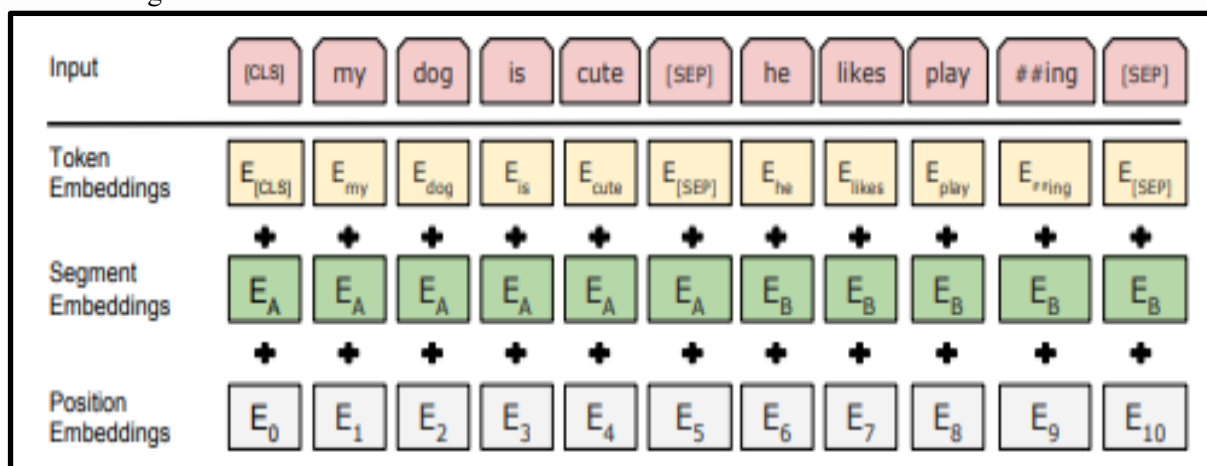 Input [CLS] my dog is cute [SEP] he likes play ##ing [SEP]
Token
Embeddings E[CLS] Emy Edog Eis Ecute E[SEP] Ehe Elikes Eplay E##ing E[SEP]
+ + + + + + + + + + +
Segment
Embeddings EA EA EA EA EA EA EB EB EB EB EB
+ + + + + + + + + + +
Position
Embeddings E0 E1 E2 E3 E4 E5 E6 E7 E8 E9 E10